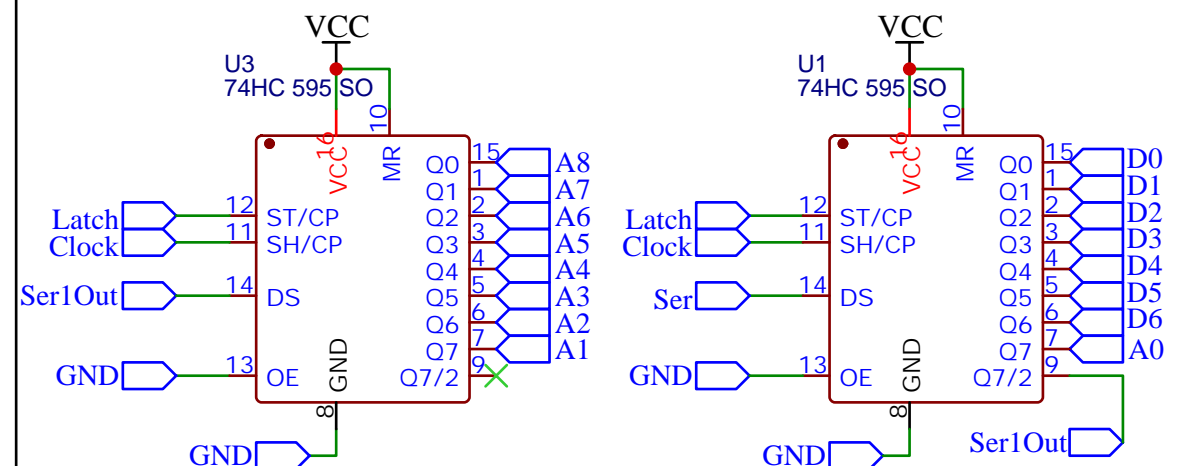 VCC
U3
74HC 595 SO
16
10
VCC
MR
Q0
15
A8
Q1
1
A7
Latch
12
ST/CP
Q2
2
A6
Clock
11
SH/CP
Q3
3
A5
Q4
4
A4
Ser1Out
14
DS
Q5
5
A3
Q6
6
A2
Q7
7
A1
GND
13
OE
GND
Q7/2
9
8
GND
VCC
U1
74HC 595 SO
16
10
VCC
MR
Q0
15
D0
Q1
1
D1
Latch
12
ST/CP
Q2
2
D2
Clock
11
SH/CP
Q3
3
D3
Q4
4
D4
Ser
14
DS
Q5
5
D5
Q6
6
D6
Q7
7
A0
GND
13
OE
GND
Q7/2
9
8
GND
Ser1Out